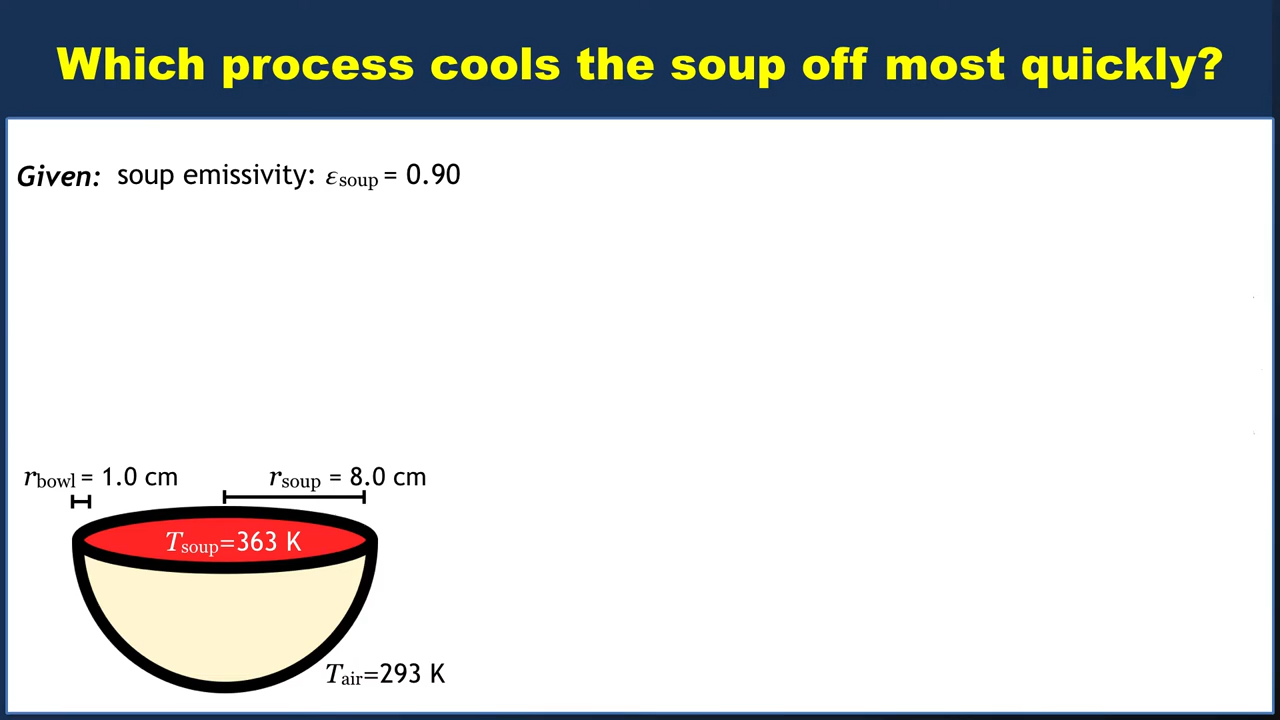 Which process cools the soup off most quickly?
Given: soup emissivity: εsoup = 0.90
rbowl = 1.0 cm
rsoup = 8.0 cm
Tsoup=363 K
Tair=293 K